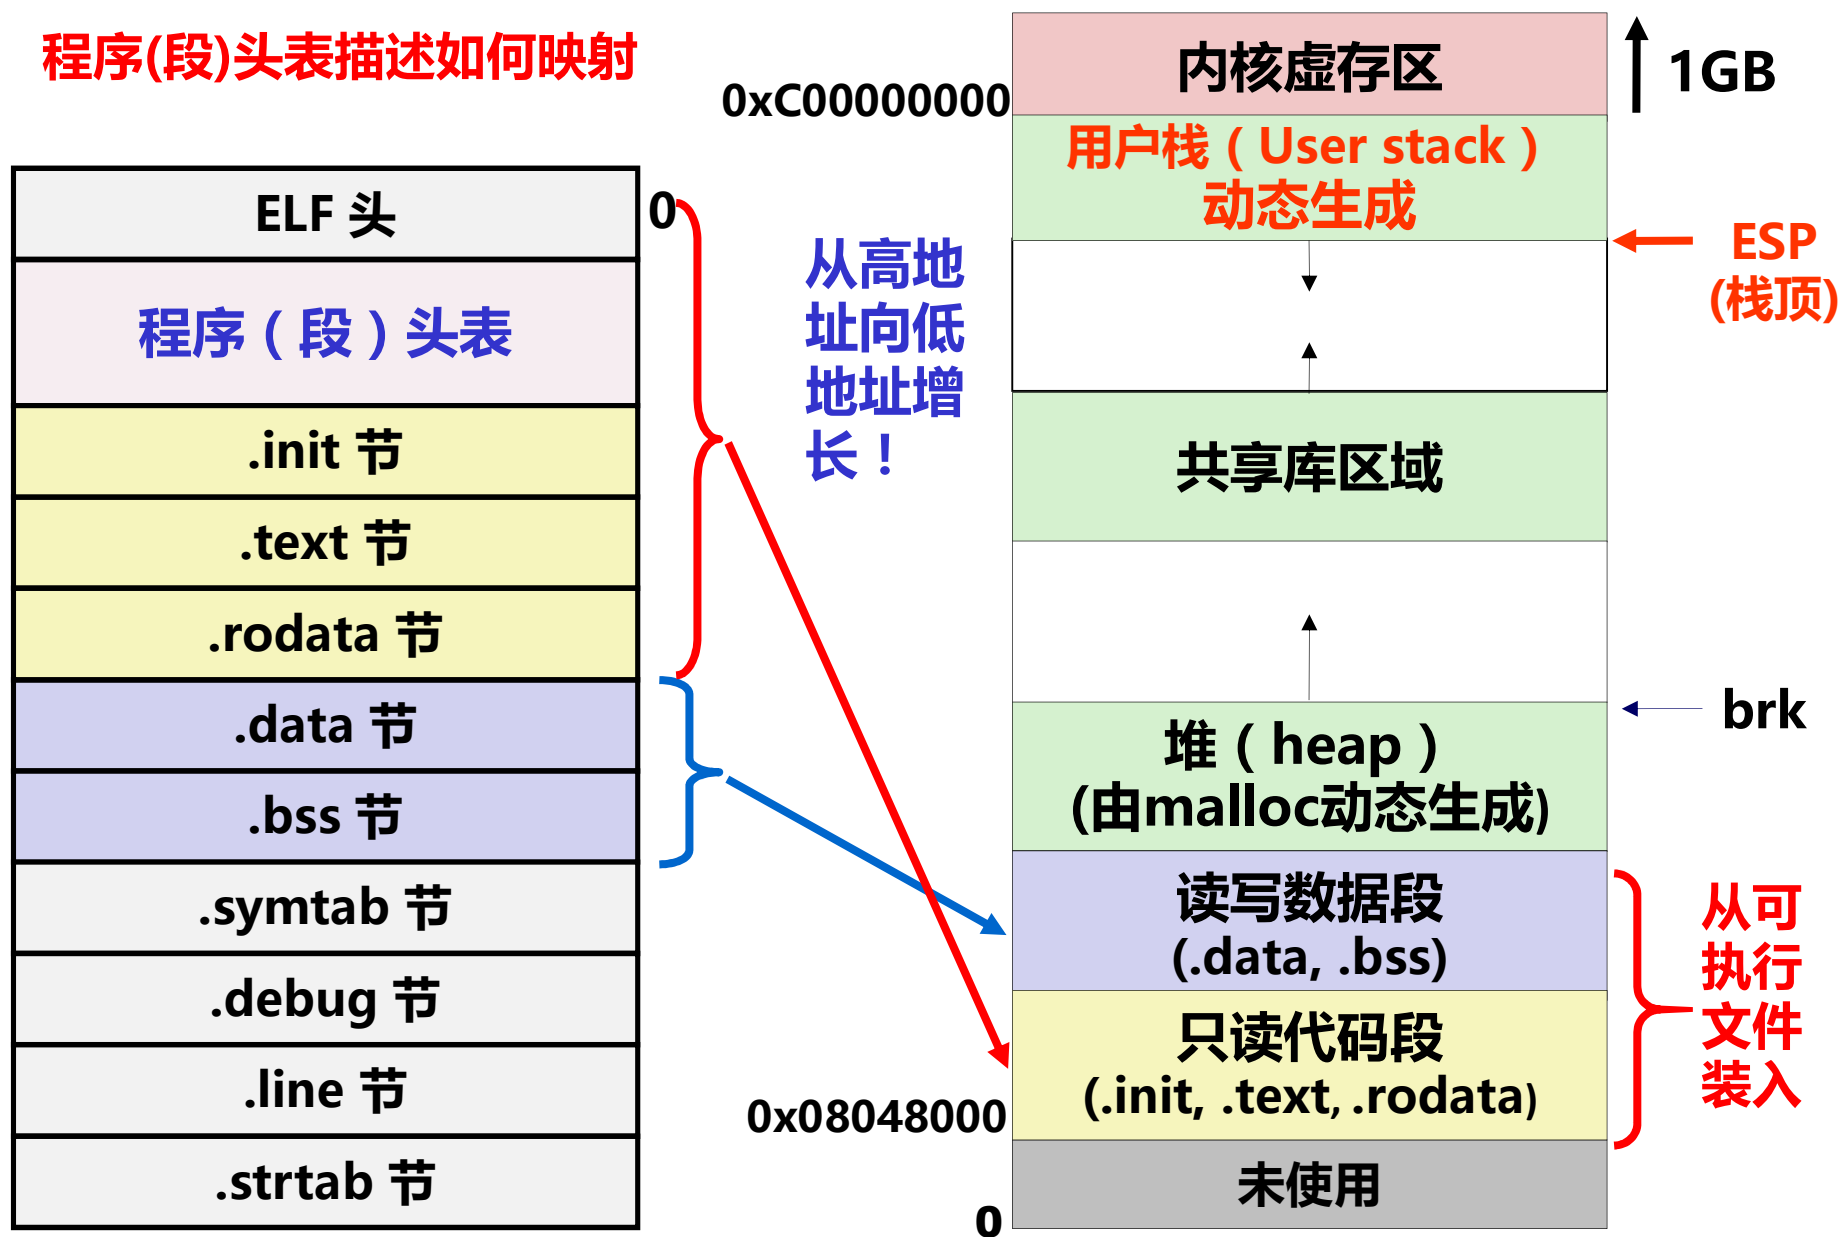 程序(段)头表描述如何映射
ELF 头
程序（段）头表
.init 节
.text 节
.rodata 节
.data 节
.bss 节
.symtab 节
.debug 节
.line 节
.strtab 节
0
从高地
址向低
地址增
长！
0xC00000000
0x08048000
0
内核虚存区
用户栈（User stack）
动态生成
共享库区域
堆（heap）
(由malloc动态生成)
读写数据段
(.data, .bss)
只读代码段
(.init, .text, .rodata)
未使用
1GB
ESP
(栈顶)
brk
从可
执行
文件
装入